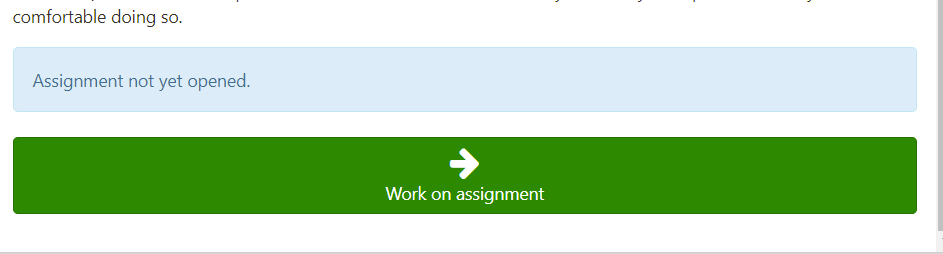 comfortable doing so.
Assignment not yet opened.
Work on assignment